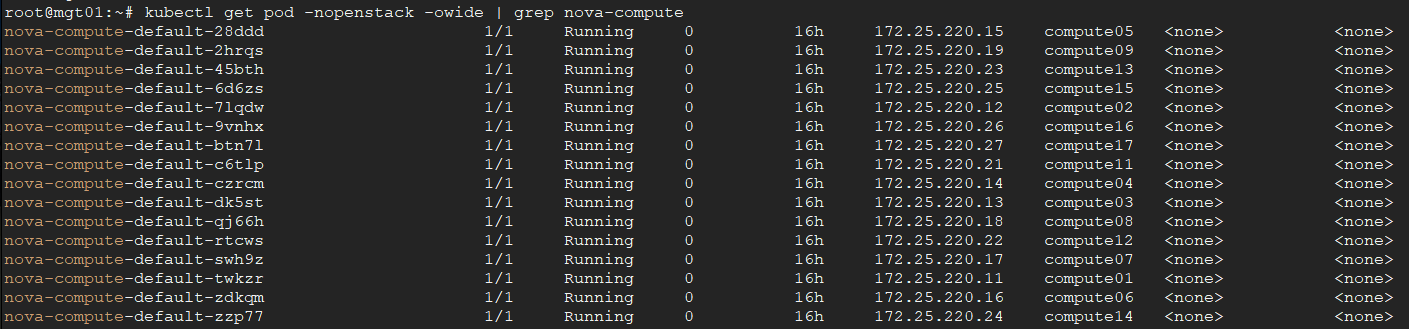 root@mgt01:~# kubectl get pod -nopenstack -owide | grep nova-compute
nova-compute-default-28ddd 1/1 Running 0 16h 172.25.220.15 compute05 <none> <none>
nova-compute-default-2hrqs 1/1 Running 0 16h 172.25.220.19 compute09 <none> <none>
nova-compute-default-45bth 1/1 Running 0 16h 172.25.220.23 compute13 <none> <none>
nova-compute-default-6d6zs 1/1 Running 0 16h 172.25.220.25 compute15 <none> <none>
nova-compute-default-7lqdw 1/1 Running 0 16h 172.25.220.12 compute02 <none> <none>
nova-compute-default-9vnhx 1/1 Running 0 16h 172.25.220.26 compute16 <none> <none>
nova-compute-default-btn7l 1/1 Running 0 16h 172.25.220.27 compute17 <none> <none>
nova-compute-default-c6tlp 1/1 Running 0 16h 172.25.220.21 compute11 <none> <none>
nova-compute-default-czrcm 1/1 Running 0 16h 172.25.220.14 compute04 <none> <none>
nova-compute-default-dk5st 1/1 Running 0 16h 172.25.220.13 compute03 <none> <none>
nova-compute-default-qj66h 1/1 Running 0 16h 172.25.220.18 compute08 <none> <none>
nova-compute-default-rtcws 1/1 Running 0 16h 172.25.220.22 compute12 <none> <none>
nova-compute-default-swh9z 1/1 Running 0 16h 172.25.220.17 compute07 <none> <none>
nova-compute-default-twkzr 1/1 Running 0 16h 172.25.220.11 compute01 <none> <none>
nova-compute-default-zdkqm 1/1 Running 0 16h 172.25.220.16 compute06 <none> <none>
nova-compute-default-zzp77 1/1 Running 0 16h 172.25.220.24 compute14 <none> <none>